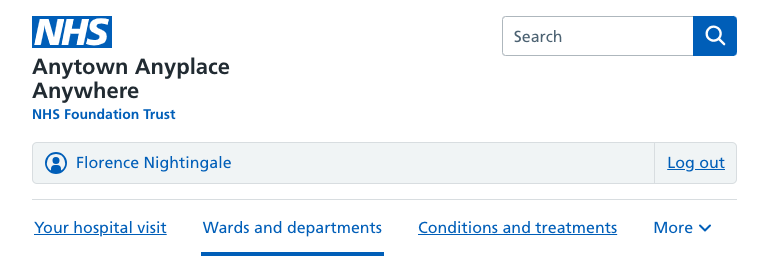 NHS
Search
Anytown Anyplace
Anywhere
NHS Foundation Trust
Florence Nightingale
Log out
Your hospital visit
Wards and departments
Conditions and treatments
More